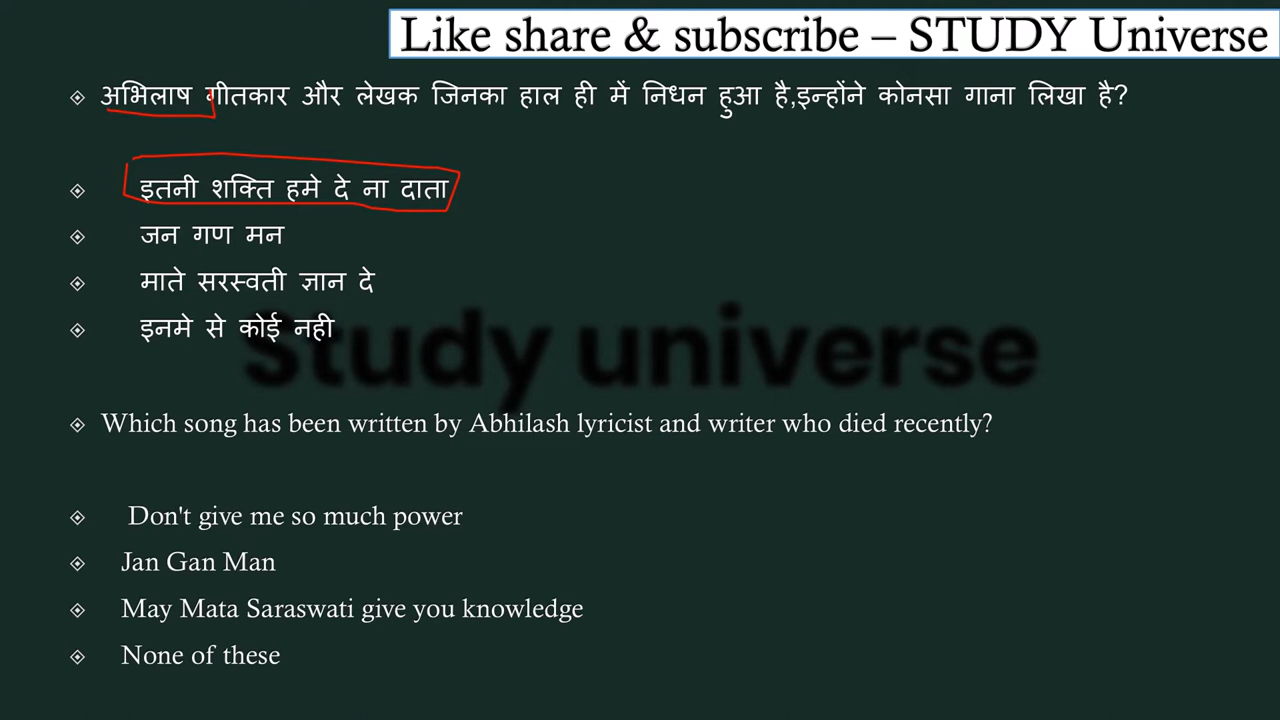 Like share & subscribe – STUDY Universe
अभिलाष गीतकार और लेखक जिनका हाल ही में निधन हुआ है,इन्होंने कोनसा गाना लिखा है?
इतनी शक्ति हमे दे ना दाता
जन गण मन
माते सरस्वती ज्ञान दे
इनमे से कोई नही
Study universe
Which song has been written by Abhilash lyricist and writer who died recently?
Don't give me so much power
Jan Gan Man
May Mata Saraswati give you knowledge
None of these